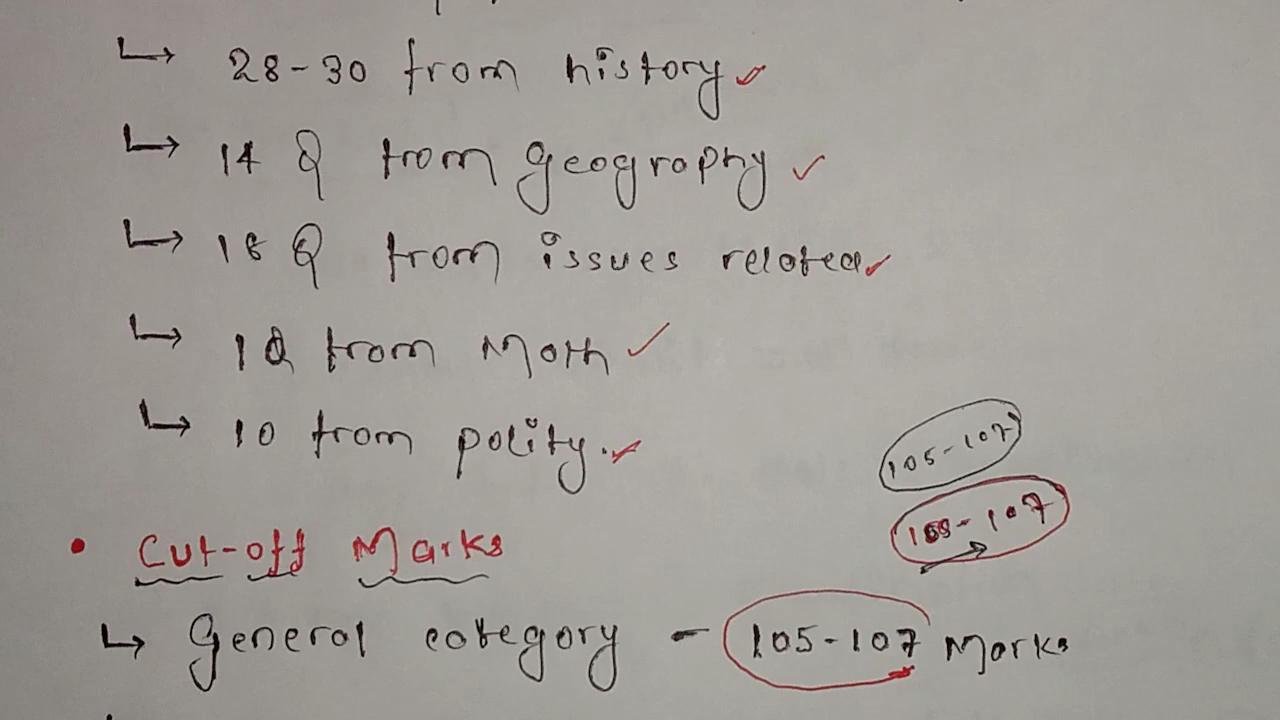 ↳ 28-30 from history ✓
↳ 14 Q from geography ✓
↳ 18 Q from issues related ✓
↳ 1Q from Math ✓
↳ 10 from polity. ✓
105-107
105-107
• Cut-off Marks
↳ General category - 105-107 Marks